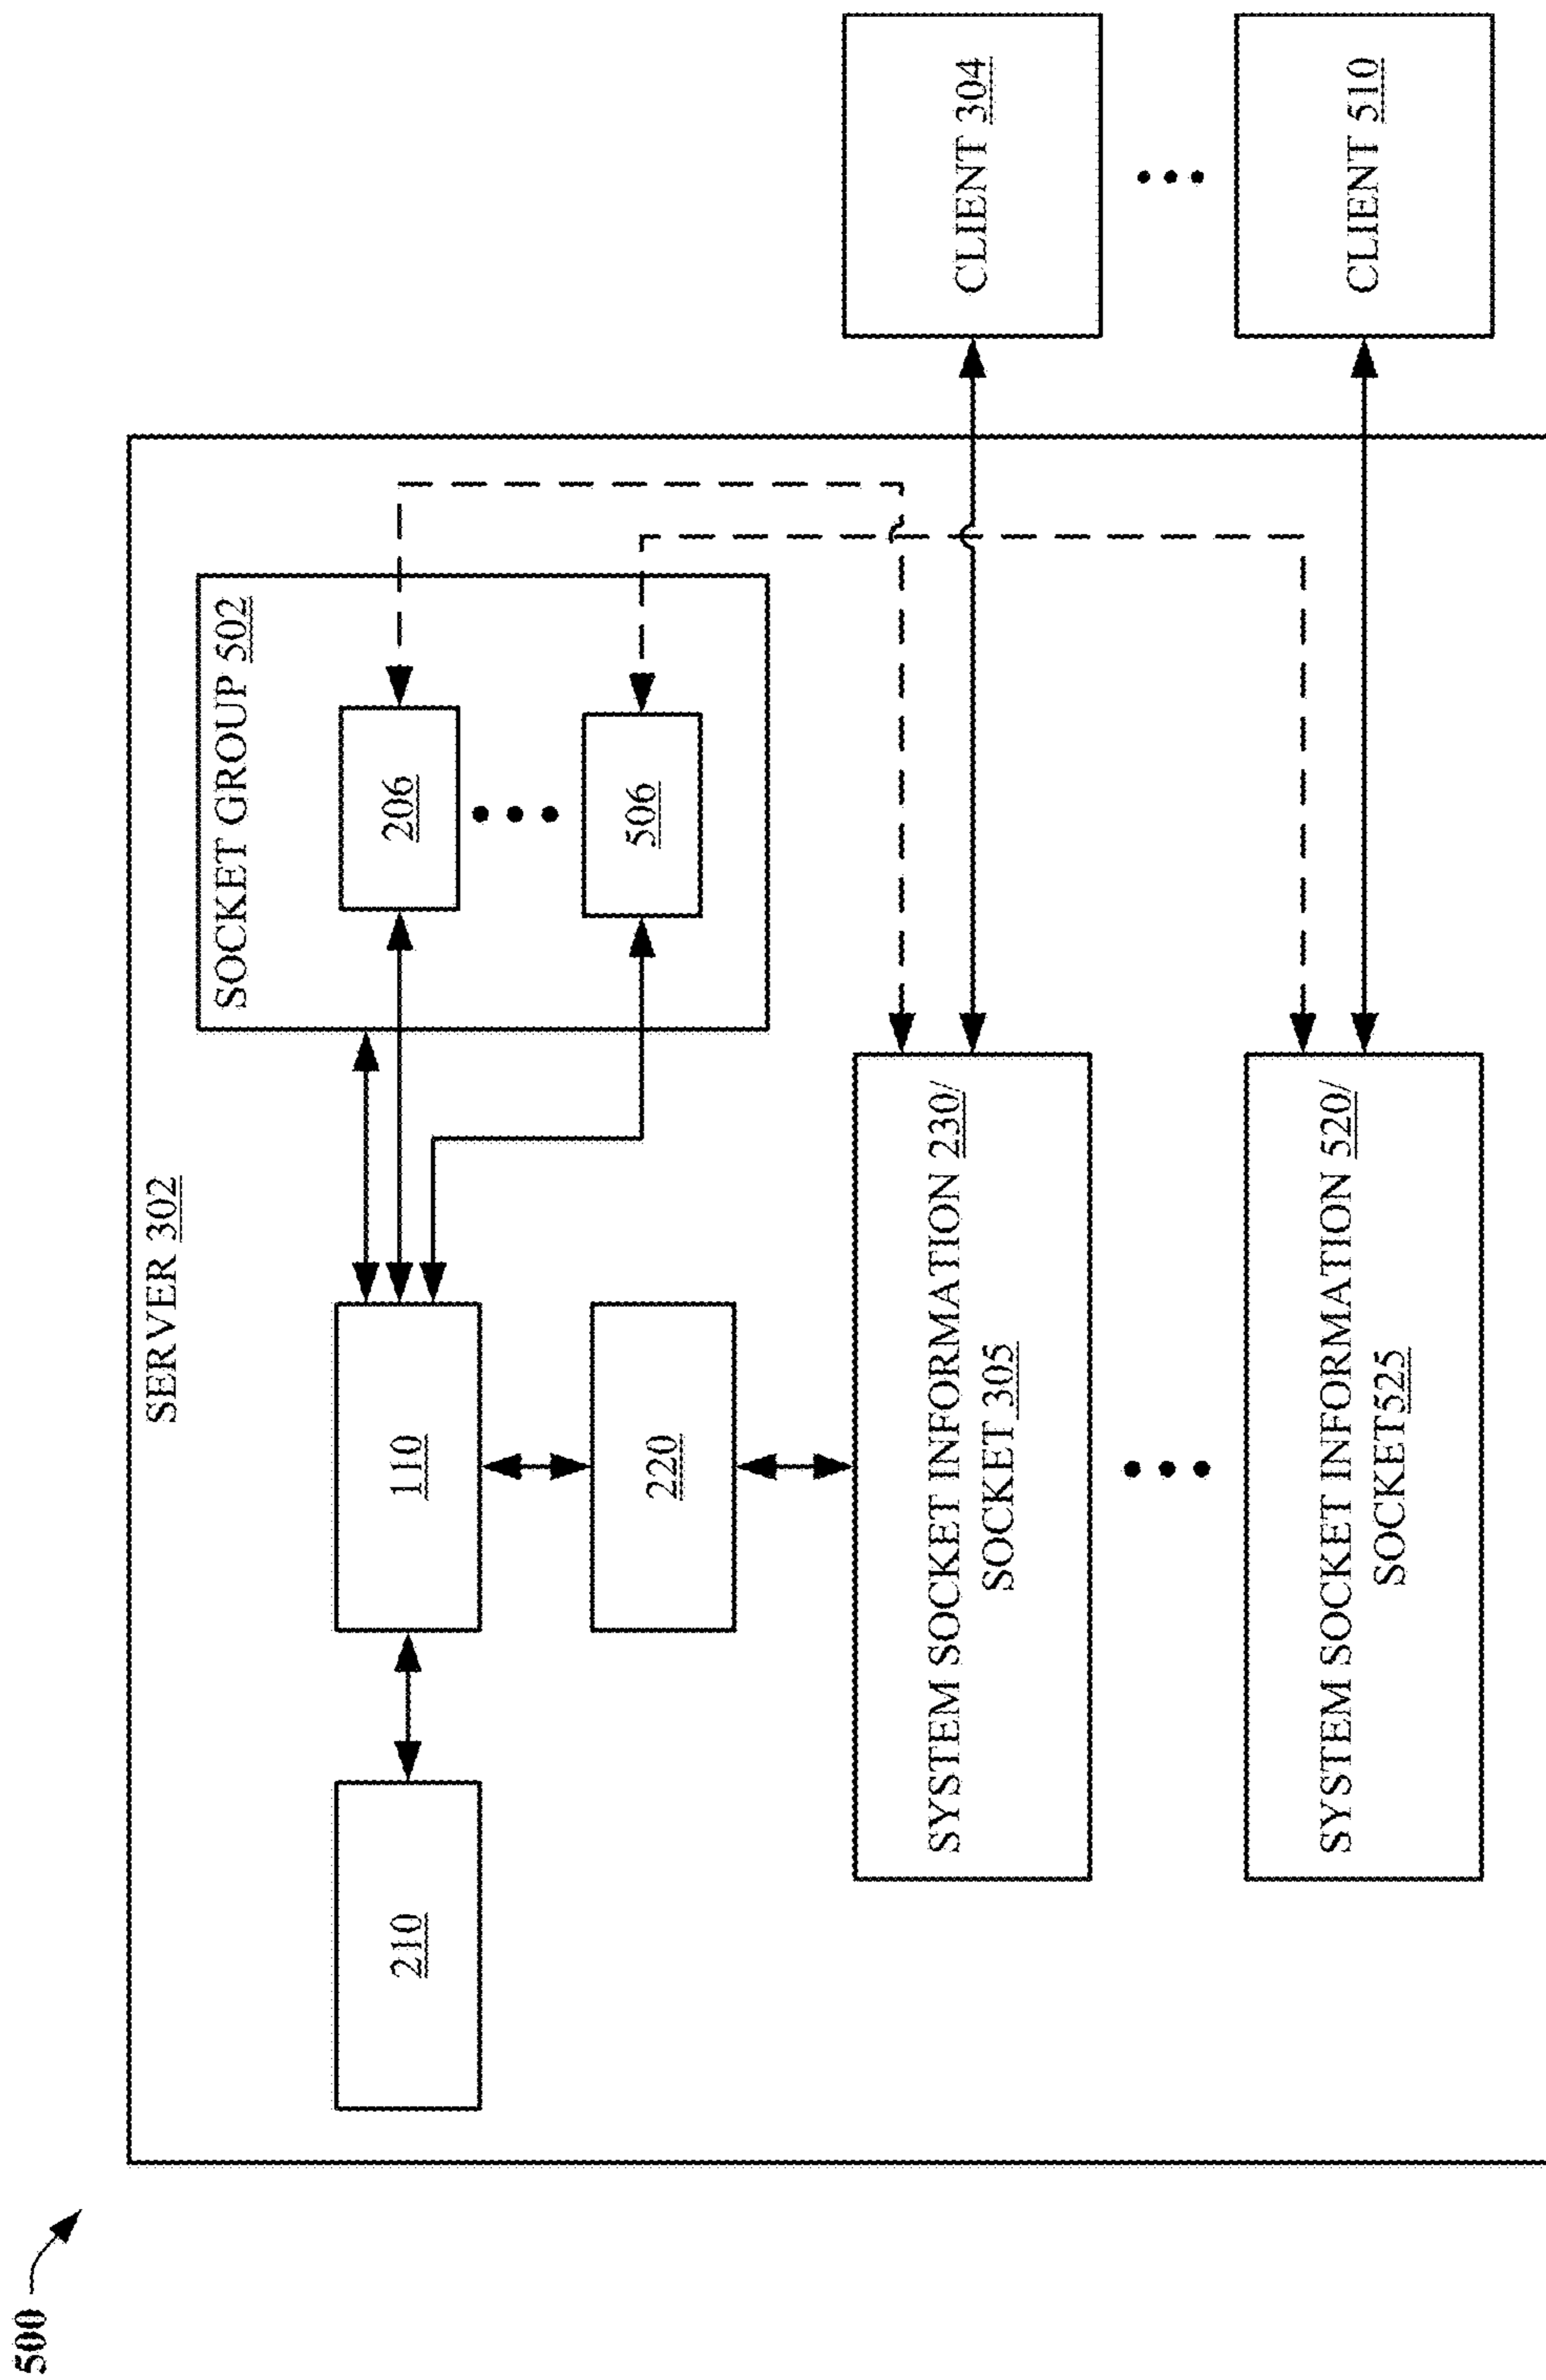 500
SERVER 302
SOCKET GROUP 502
210
110
206
506
220
SYSTEM SOCKET INFORMATION 230/
SOCKET 305
CLIENT 304
SYSTEM SOCKET INFORMATION 520/
SOCKET525
CLIENT 510